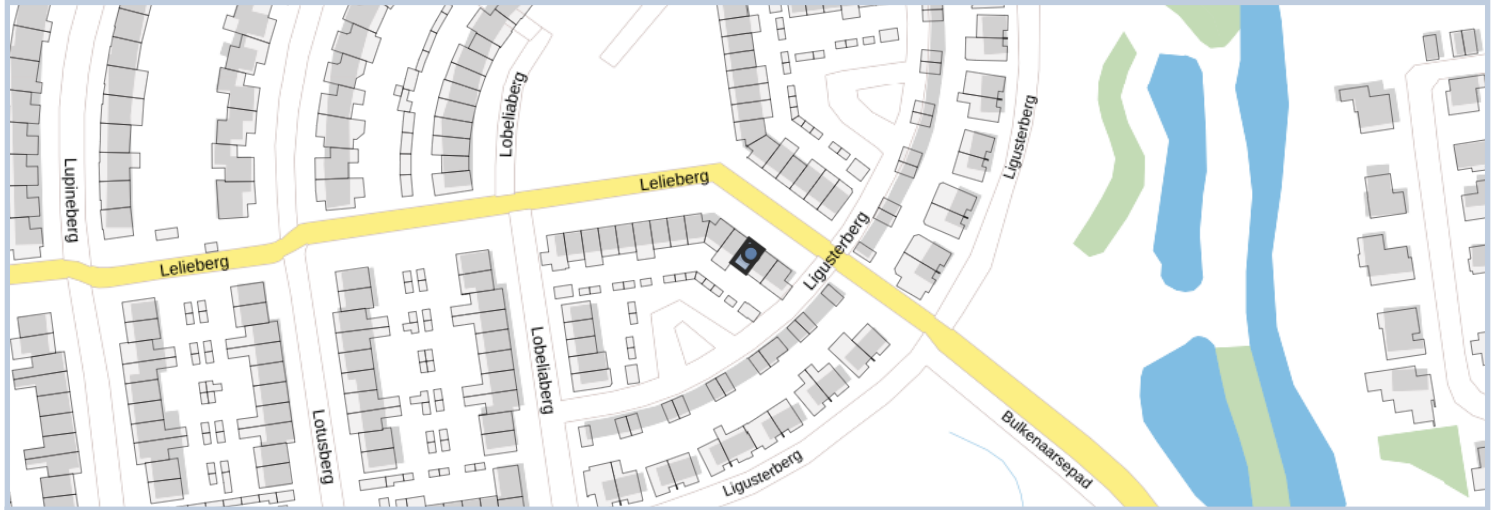 Lobeliaberg
Ligusterberg
Lupineberg
Lelieberg
Ligusterberg
Lelieberg
Lobeliaberg
Lotusberg
Bulkenaarsepad
Ligusterberg